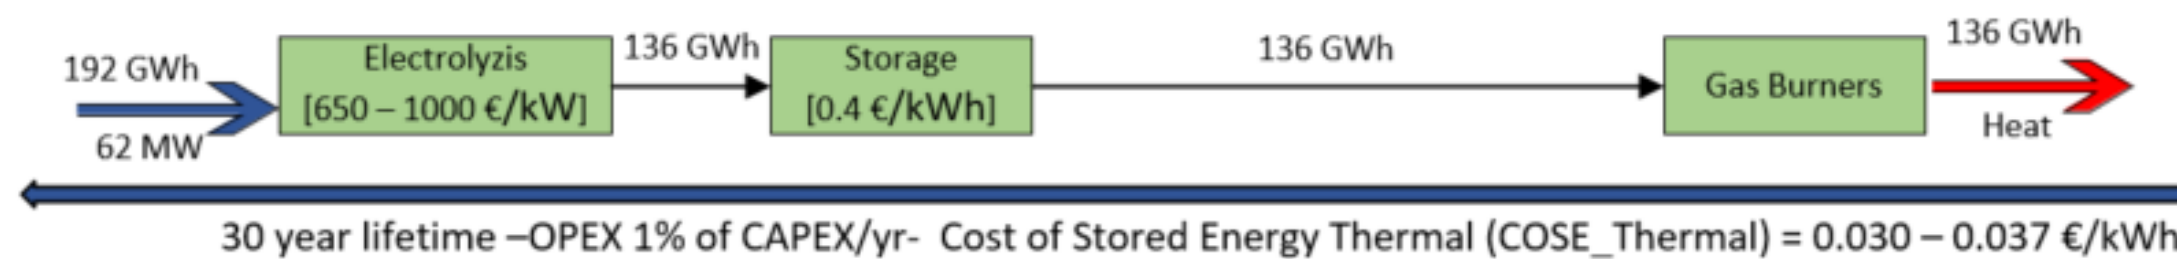 192 GWh
62 MW
Electrolyzis
[650 – 1000 €/kW]
136 GWh
Storage
[0.4 €/kWh]
136 GWh
Gas Burners
136 GWh
Heat
30 year lifetime –OPEX 1% of CAPEX/yr- Cost of Stored Energy Thermal (COSE_Thermal) = 0.030 – 0.037 €/kWh